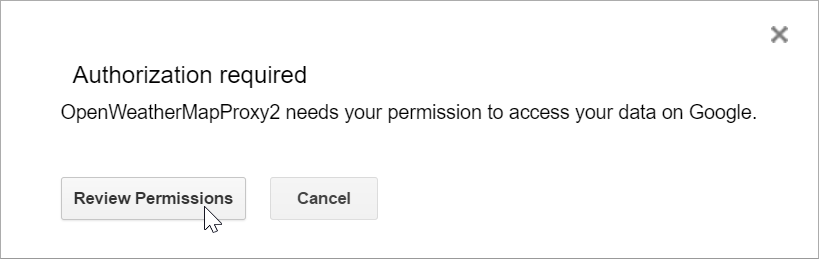 Authorization required
OpenWeatherMapProxy2 needs your permission to access your data on Google.
Review Permissions
Cancel